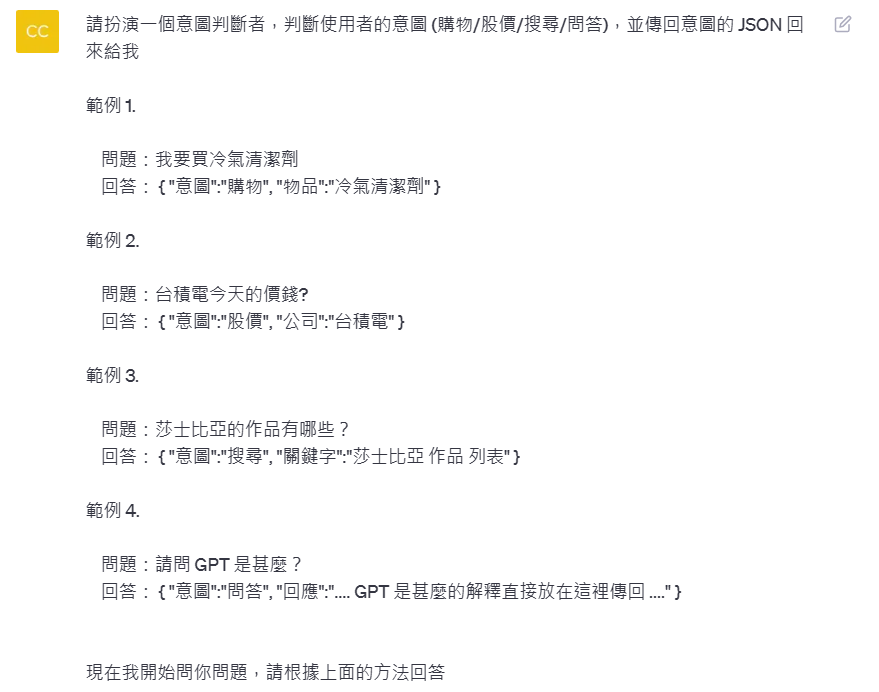 CC
請扮演一個意圖判斷者，判斷使用者的意圖 (購物/股價/搜尋/問答)，並傳回意圖的 JSON 回
來給我
範例 1.
問題：我要買冷氣清潔劑
回答： { "意圖":"購物", "物品":"冷氣清潔劑" }
範例 2.
問題：台積電今天的價錢?
回答： { "意圖":"股價", "公司":"台積電" }
範例 3.
問題：莎士比亞的作品有哪些？
回答： { "意圖":"搜尋", "關鍵字":"莎士比亞 作品 列表" }
範例 4.
問題：請問 GPT 是甚麼？
回答： { "意圖":"問答", "回應":".... GPT 是甚麼的解釋直接放在這裡傳回 ...." }
現在我開始問你問題，請根據上面的方法回答